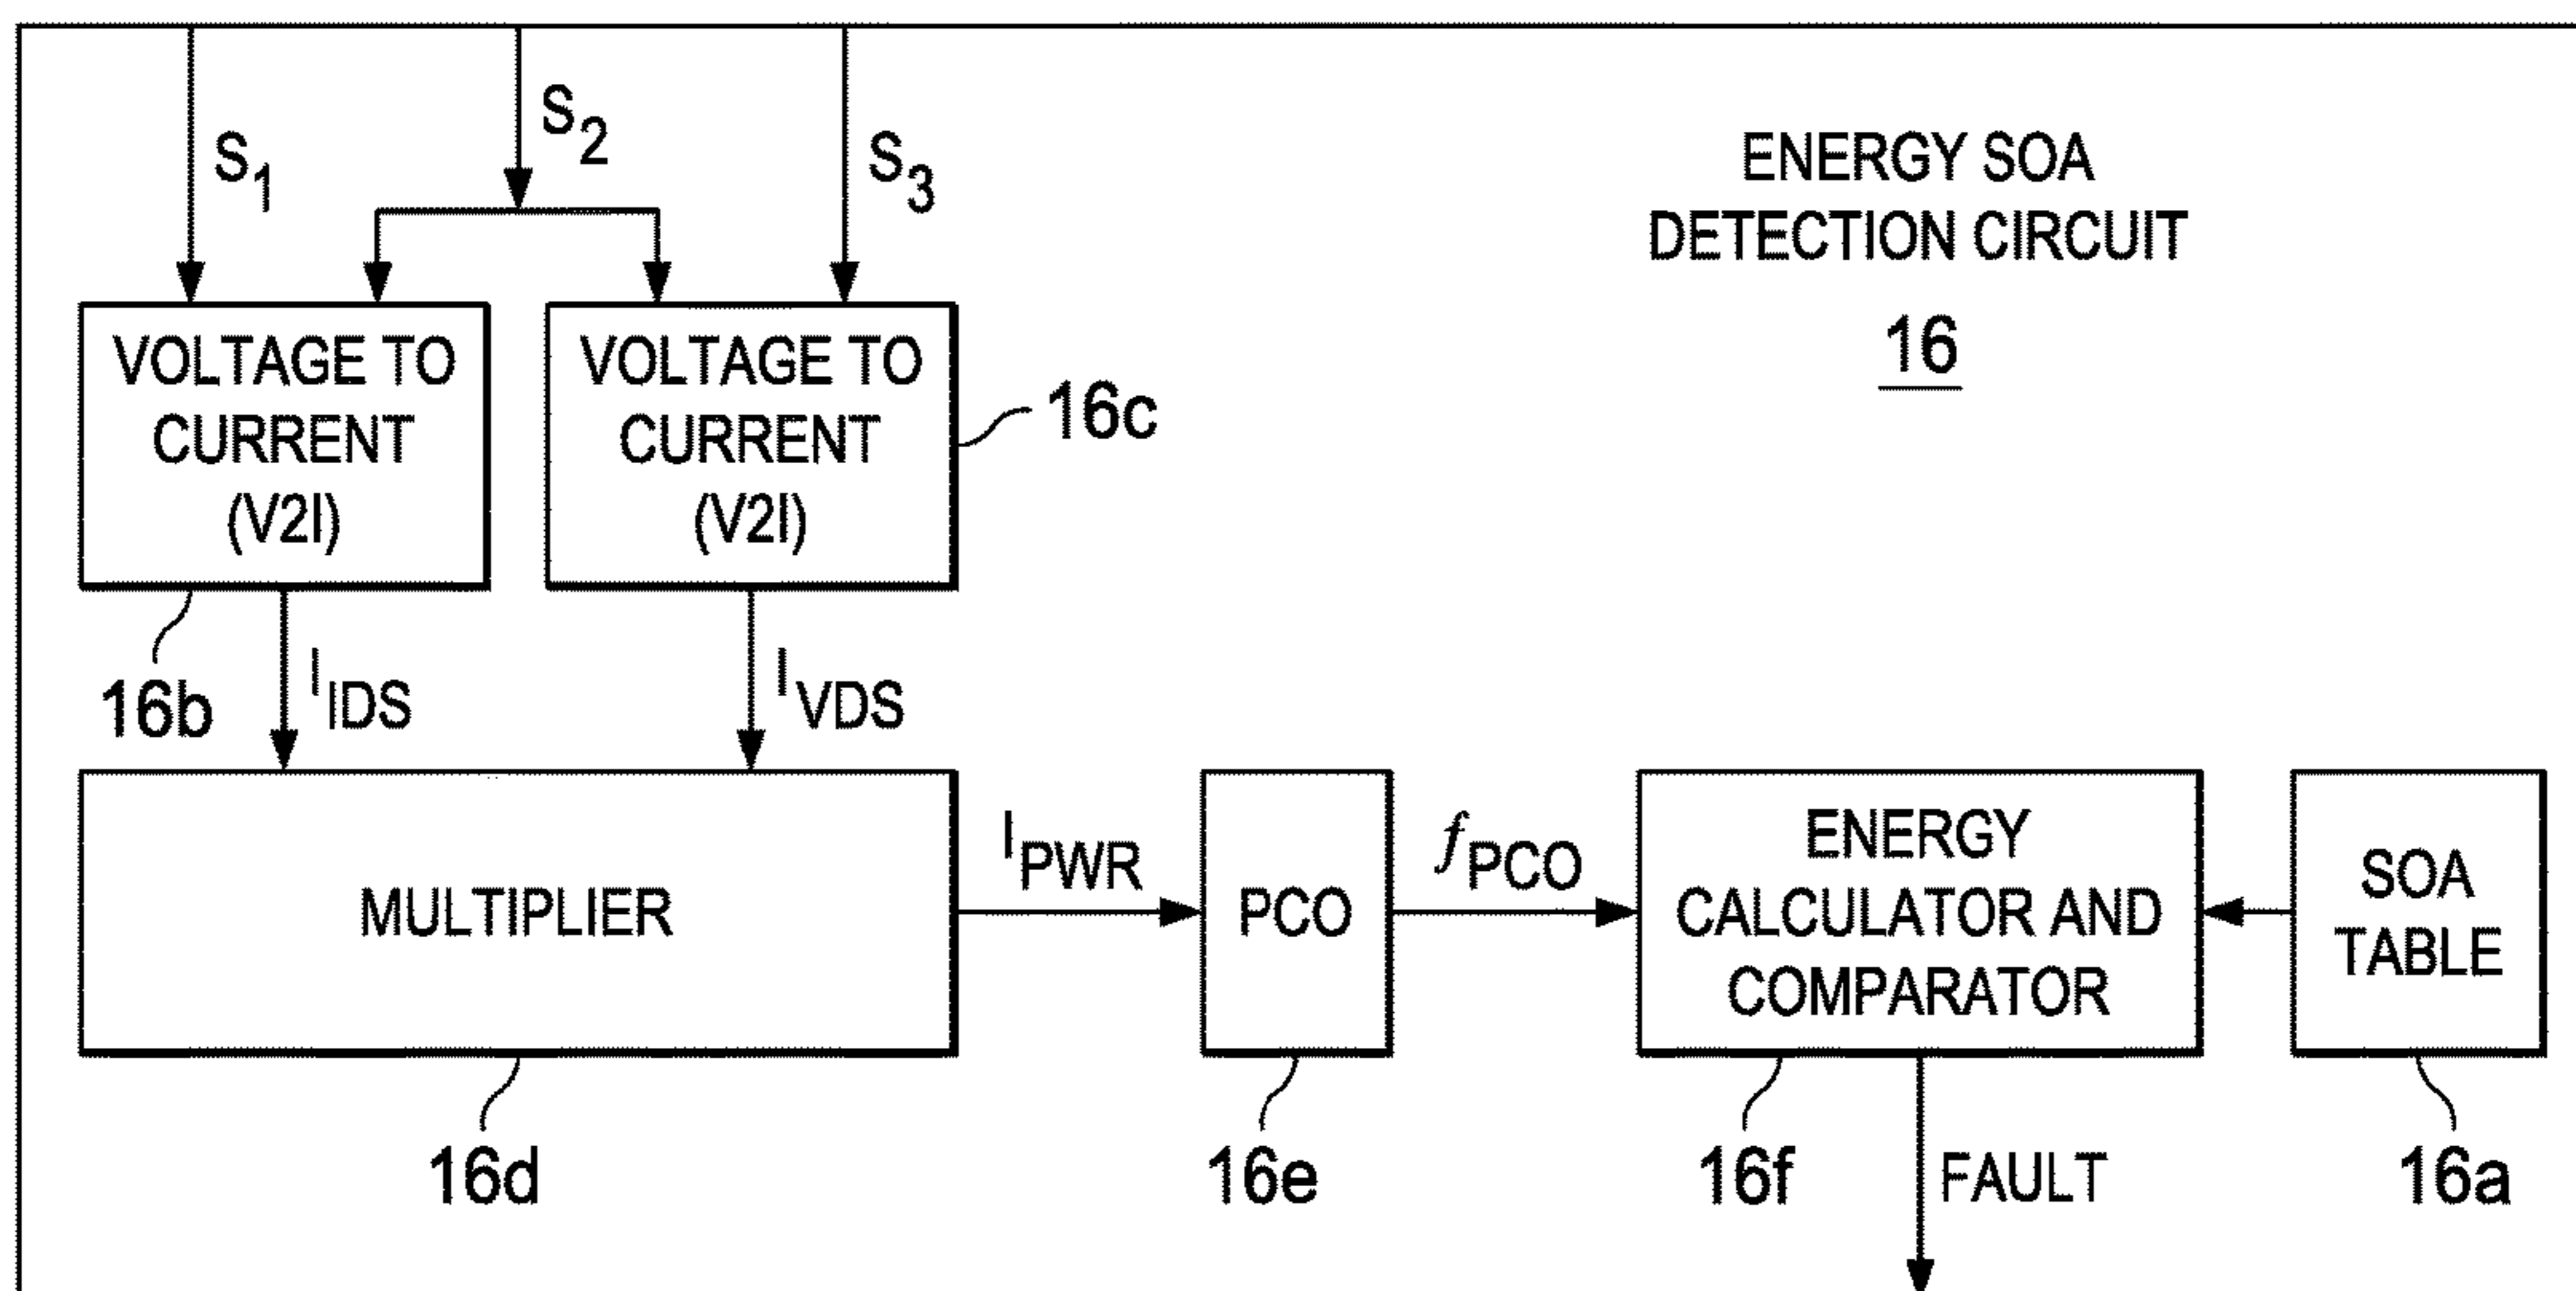 S1
S2
S3
ENERGY SOA
DETECTION CIRCUIT
16
VOLTAGE TO
CURRENT
(V2I)
VOLTAGE TO
CURRENT
(V2I)
16c
16b
IIDS
IVDS
MULTIPLIER
IPWR
PCO
fPCO
ENERGY
CALCULATOR AND
COMPARATOR
SOA
TABLE
16d
16e
16f
FAULT
16a